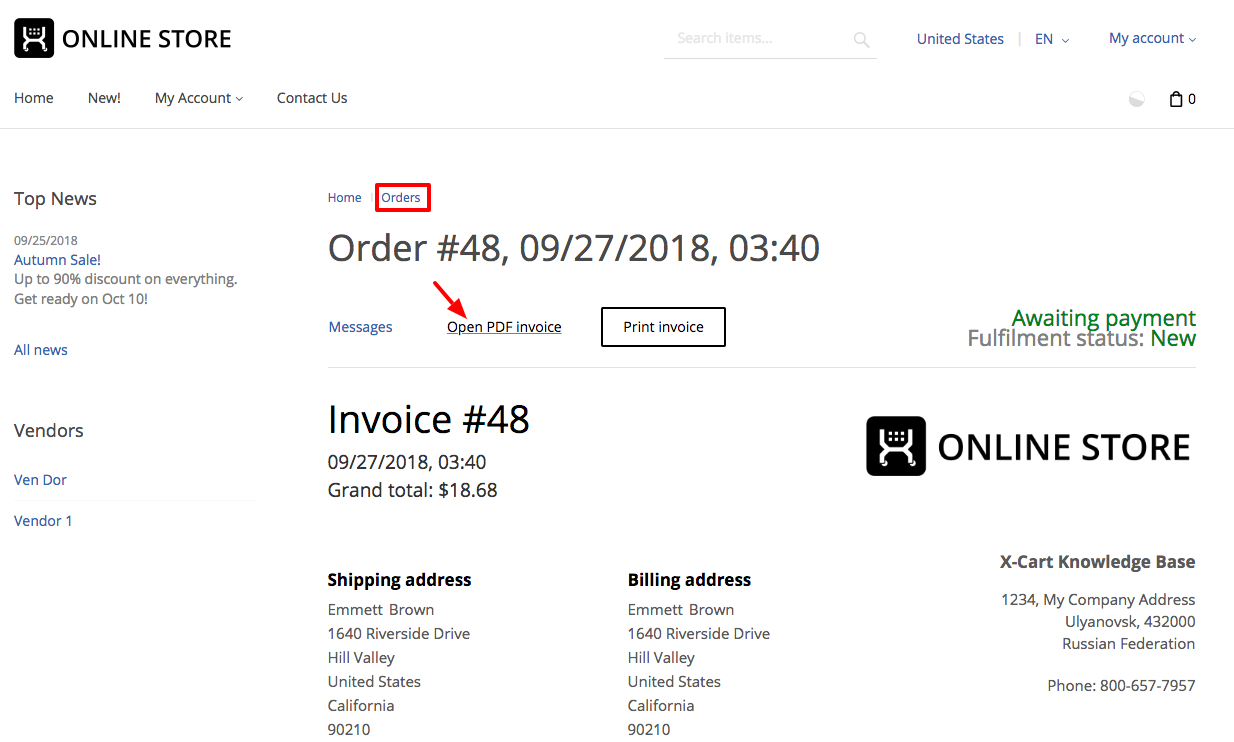 ONLINE STORE
Search items...
United States
EN
My account
Home
New!
My Account
Contact Us
0
Top News
09/25/2018
Autumn Sale!
Up to 90% discount on everything.
Get ready on Oct 10!
All news
Vendors
Ven Dor
Vendor 1
Home
Orders
Order #48, 09/27/2018, 03:40
Messages
Open PDF invoice
Print invoice
Awaiting payment
Fulfilment status: New
Invoice #48
09/27/2018, 03:40
Grand total: $18.68
ONLINE STORE
X-Cart Knowledge Base
1234, My Company Address
Ulyanovsk, 432000
Russian Federation
Phone: 800-657-7957
Shipping address
Emmett Brown
1640 Riverside Drive
Hill Valley
United States
California
90210
Billing address
Emmett Brown
1640 Riverside Drive
Hill Valley
United States
California
90210